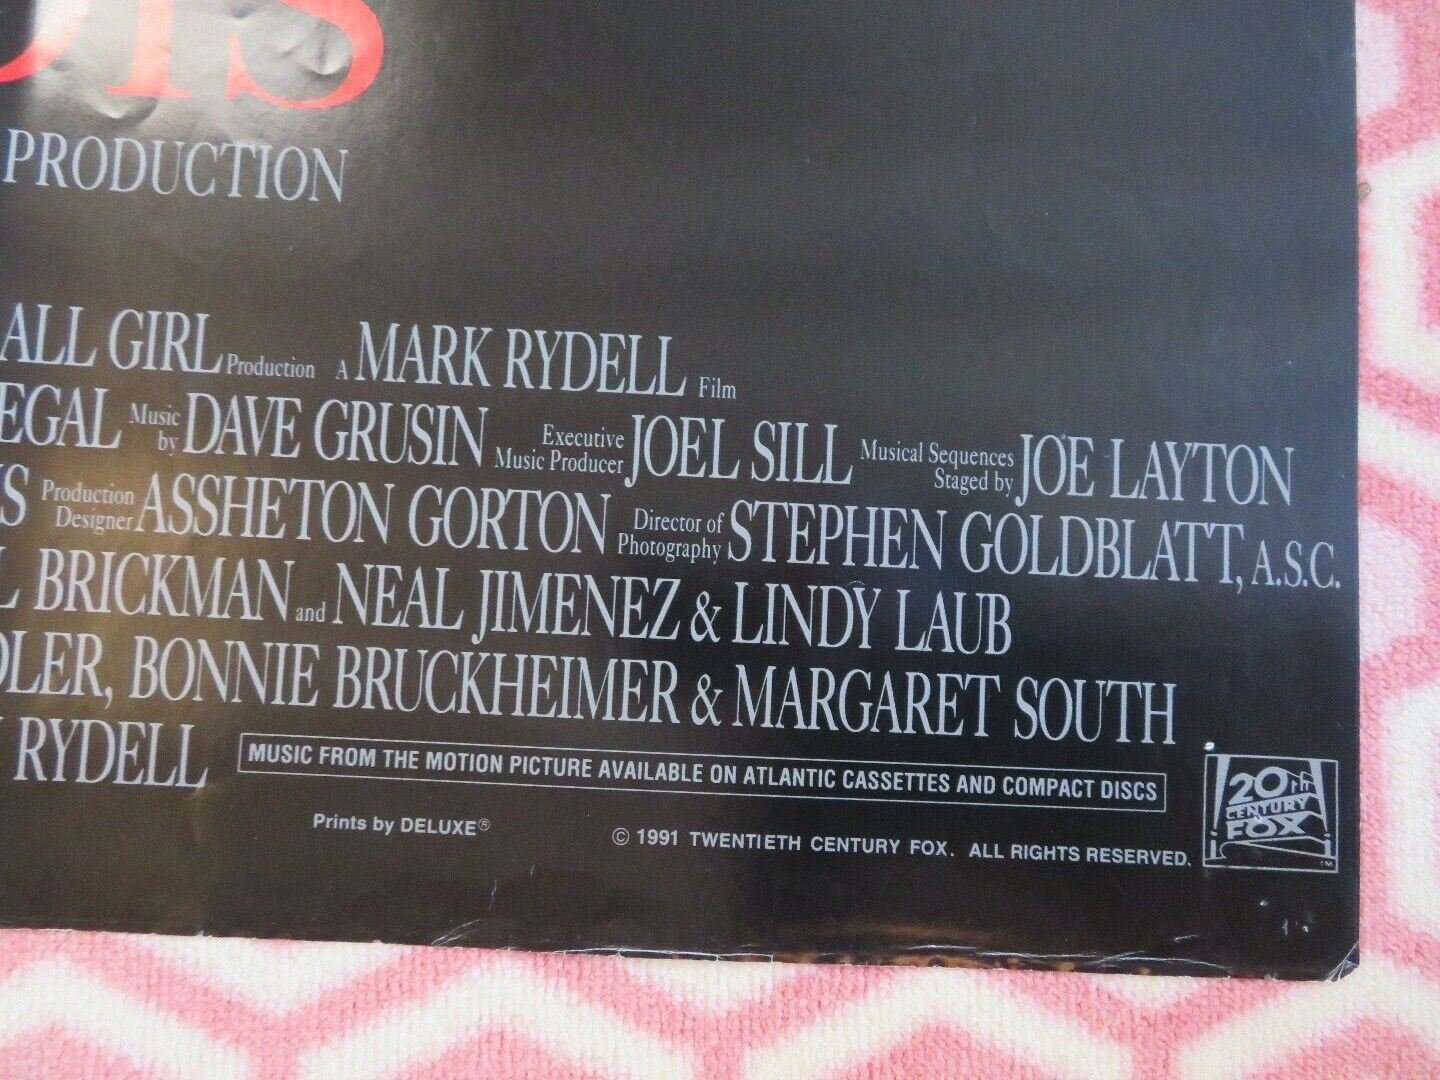 IS
PRODUCTION
ALL GIRL Production A MARK RYDELL Film
EGAL Music by DAVE GRUSIN Executive Music Producer JOEL SILL Musical Sequences Staged by JOE LAYTON
S Production Designer ASSHETON GORTON Director of Photography STEPHEN GOLDBLATT, A.S.C.
L BRICKMAN and NEAL JIMENEZ & LINDY LAUB
DLER, BONNIE BRUCKHEIMER & MARGARET SOUTH
RYDELL MUSIC FROM THE MOTION PICTURE AVAILABLE ON ATLANTIC CASSETTES AND COMPACT DISCS
Prints by DELUXE® © 1991 TWENTIETH CENTURY FOX. ALL RIGHTS RESERVED.
20th
CENTURY
FOX
TM